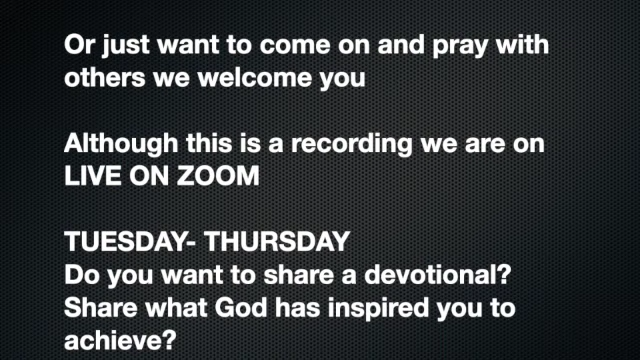 Or just want to come on and pray with
others we welcome you
Although this is a recording we are on
LIVE ON ZOOM
TUESDAY- THURSDAY
Do you want to share a devotional?
Share what God has inspired you to
achieve?